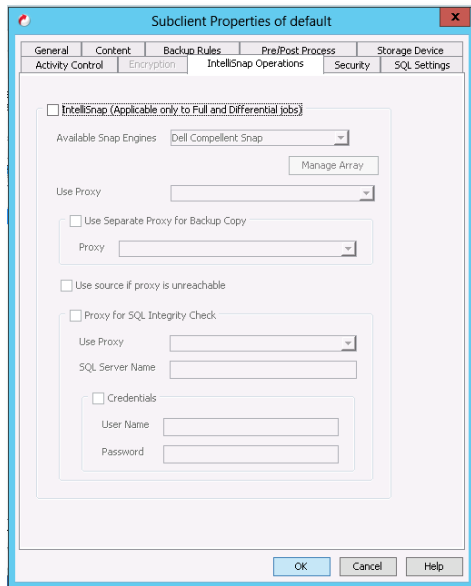 Subclient Properties of default
x
General Content Backup Rules Pre/Post Process Storage Device
Activity Control Encryption IntelliSnap Operations Security SQL Settings
IntelliSnap (Applicable only to Full and Differential jobs)
Available Snap Engines Dell Compellent Snap
Manage Array
Use Proxy
Use Separate Proxy for Backup Copy
Proxy
Use source if proxy is unreachable
Proxy for SQL Integrity Check
Use Proxy
SQL Server Name
Credentials
User Name
Password
OK Cancel Help